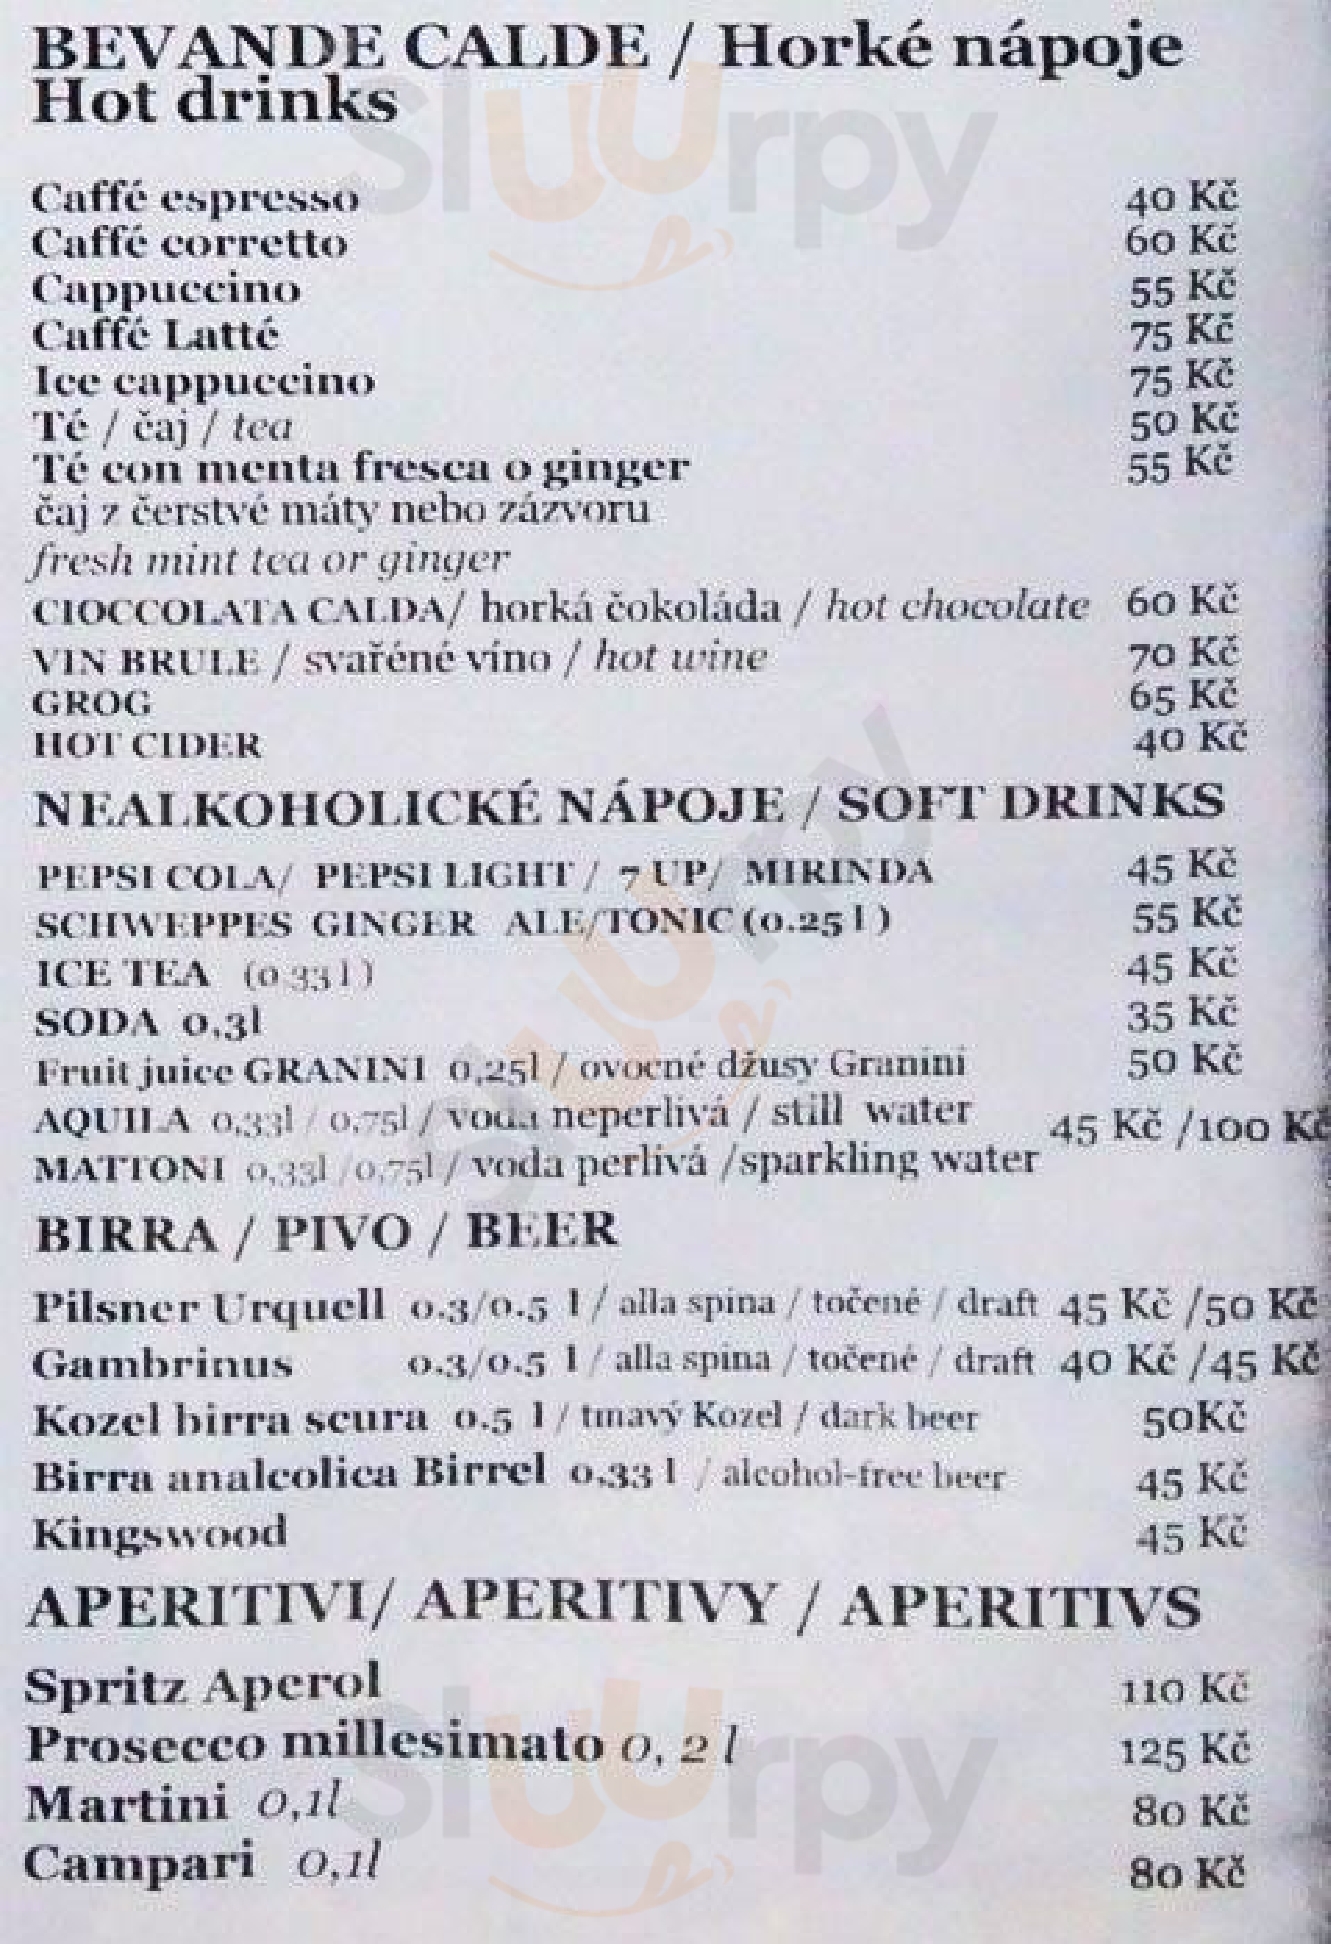 BEVANDE CALDE / Horké nápoje
Hot drinks
Caffé espresso 40 Kč
Caffé corretto 60 Kč
Cappuccino 55 Kč
Caffé Latté 75 Kč
Ice cappuccino 75 Kč
Té / čaj / tea 50 Kč
Té con menta fresca o ginger 55 Kč
čaj z čerstvé máty nebo zázvoru
fresh mint tea or ginger
CIOCCOLATA CALDA/ horká čokoláda / hot chocolate 60 Kč
VIN BRULE / svařéné víno / hot wine 70 Kč
GROG 65 Kč
HOT CIDER 40 Kč
NEALKOHOLICKÉ NÁPOJE / SOFT DRINKS
PEPSI COLA/ PEPSI LIGHT / 7 UP/ MIRINDA 45 Kč
SCHWEPPES GINGER ALE/TONIC (0.25 l ) 55 Kč
ICE TEA (0,33 l ) 45 Kč
SODA 0,3l 35 Kč
Fruit juice GRANINI 0,25l / ovocné džusy Granini 50 Kč
AQUILA 0,33l / 0,75l / voda neperlivá / still water 45 Kč /100 Kč
MATTONI 0,33l /0,75l / voda perlivá /sparkling water
BIRRA / PIVO / BEER
Pilsner Urquell 0.3/0.5 l / alla spina / točené / draft 45 Kč /50 Kč
Gambrinus 0.3/0.5 l / alla spina / točené / draft 40 Kč /45 Kč
Kozel birra scura 0.5 l / tmavý Kozel / dark beer 50Kč
Birra analcolica Birrel 0,33 l / alcohol-free beer 45 Kč
Kingswood 45 Kč
APERITIVI/ APERITIVY / APERITIVS
Spritz Aperol 110 Kč
Prosecco millesimato 0, 2 l 125 Kč
Martini 0,1l 80 Kč
Campari 0,1l 80 Kč
sluurpy
sluurpy
sluurpy